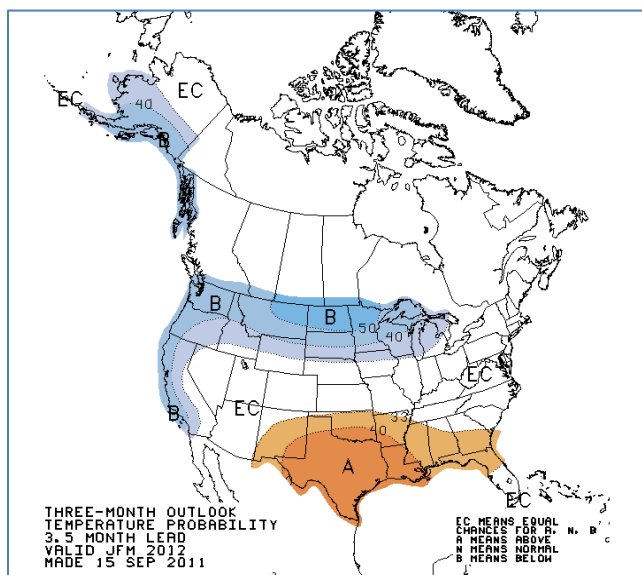 EC
EC
40
B
B
B
50
40
EC
B
EC
33
40
A
EC
THREE-MONTH OUTLOOK
TEMPERATURE PROBABILITY
3.5 MONTH LEAD
VALID JFM 2012
MADE 15 SEP 2011
EC MEANS EQUAL
CHANCES FOR A, N, B
A MEANS ABOVE
N MEANS NORMAL
B MEANS BELOW